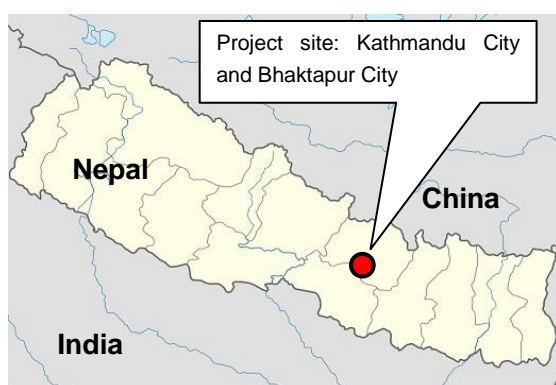 Project site: Kathmandu City
and Bhaktapur City
Nepal
China
India